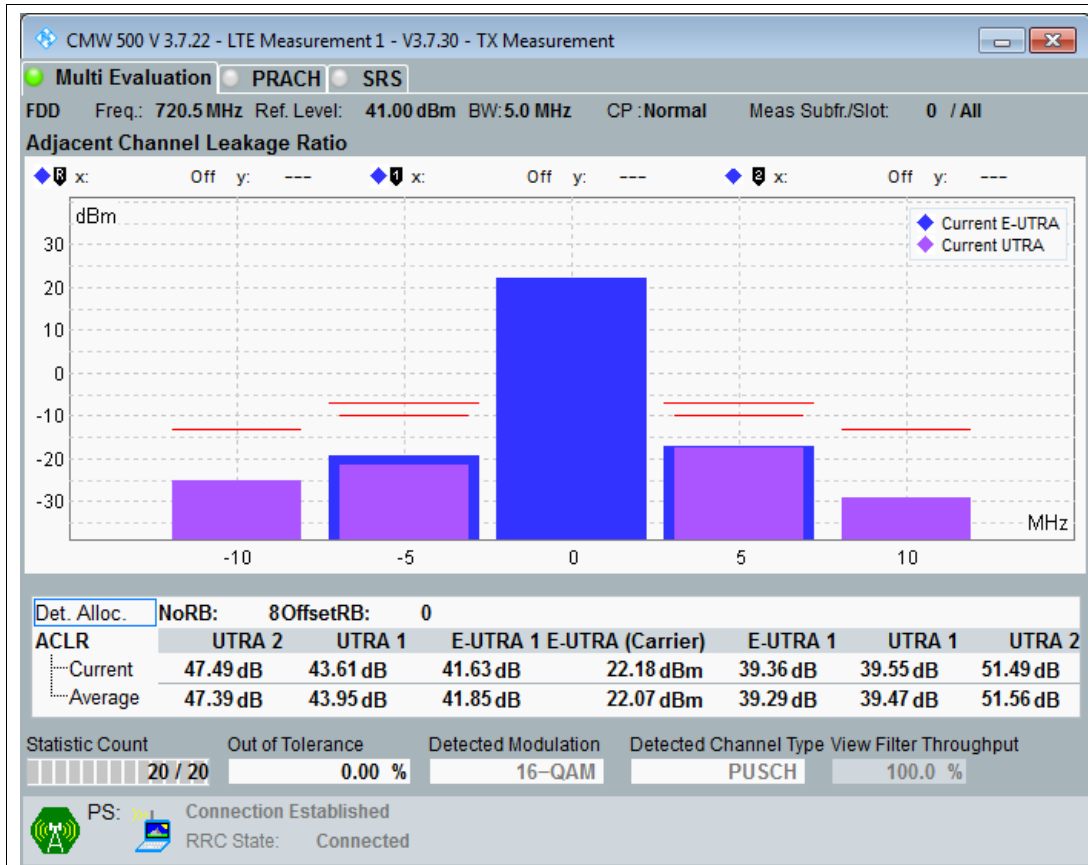 CMW 500 V 3.7.22 - LTE Measurement 1 - V3.7.30 - TX Measurement
Multi Evaluation PRACH SRS
FDD Freq.: 720.5 MHz Ref. Level: 41.00 dBm BW: 5.0 MHz CP : Normal Meas Subfr./Slot: 0 / All
Adjacent Channel Leakage Ratio
R x: Off y: --- 1 x: Off y: --- 2 x: Off y: ---
dBm
Current E-UTRA
Current UTRA
30
20
10
0
-10
-20
-30
MHz
-10 -5 0 5 10
Det. Alloc. NoRB: 8 OffsetRB: 0
ACLR UTRA 2 UTRA 1 E-UTRA 1 E-UTRA (Carrier) E-UTRA 1 UTRA 1 UTRA 2
Current 47.49 dB 43.61 dB 41.63 dB 22.18 dBm 39.36 dB 39.55 dB 51.49 dB
Average 47.39 dB 43.95 dB 41.85 dB 22.07 dBm 39.29 dB 39.47 dB 51.56 dB
Statistic Count Out of Tolerance Detected Modulation Detected Channel Type View Filter Throughput
20 / 20 0.00 % 16-QAM PUSCH 100.0 %
PS: Connection Established
RRC State: Connected